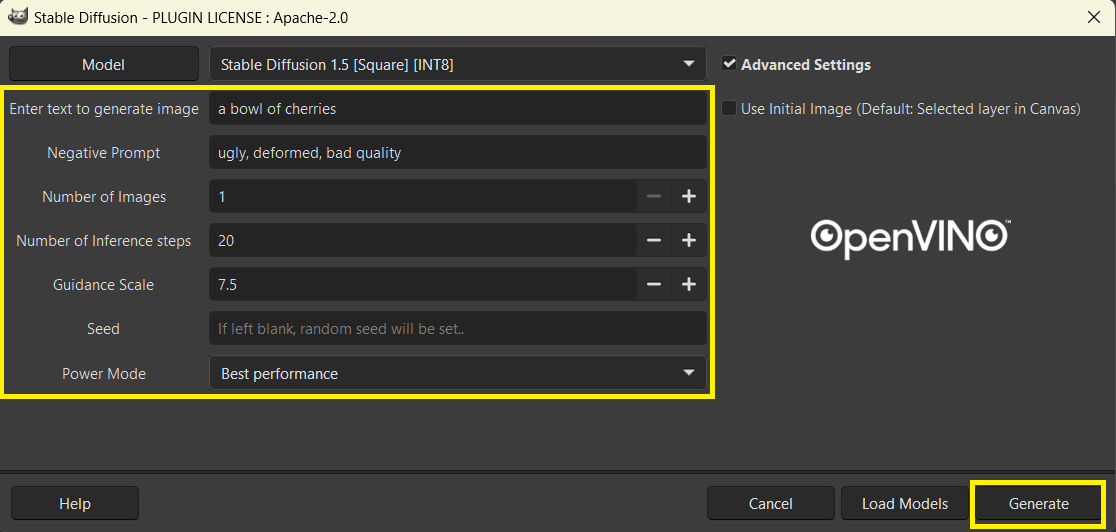 Stable Diffusion - PLUGIN LICENSE : Apache-2.0
Model
Stable Diffusion 1.5 [Square] [INT8]
Advanced Settings
Enter text to generate image
a bowl of cherries
Use Initial Image (Default: Selected layer in Canvas)
Negative Prompt
ugly, deformed, bad quality
Number of Images
1
Number of Inference steps
20
OpenVINO™
Guidance Scale
7.5
Seed
If left blank, random seed will be set..
Power Mode
Best performance
Help
Cancel
Load Models
Generate